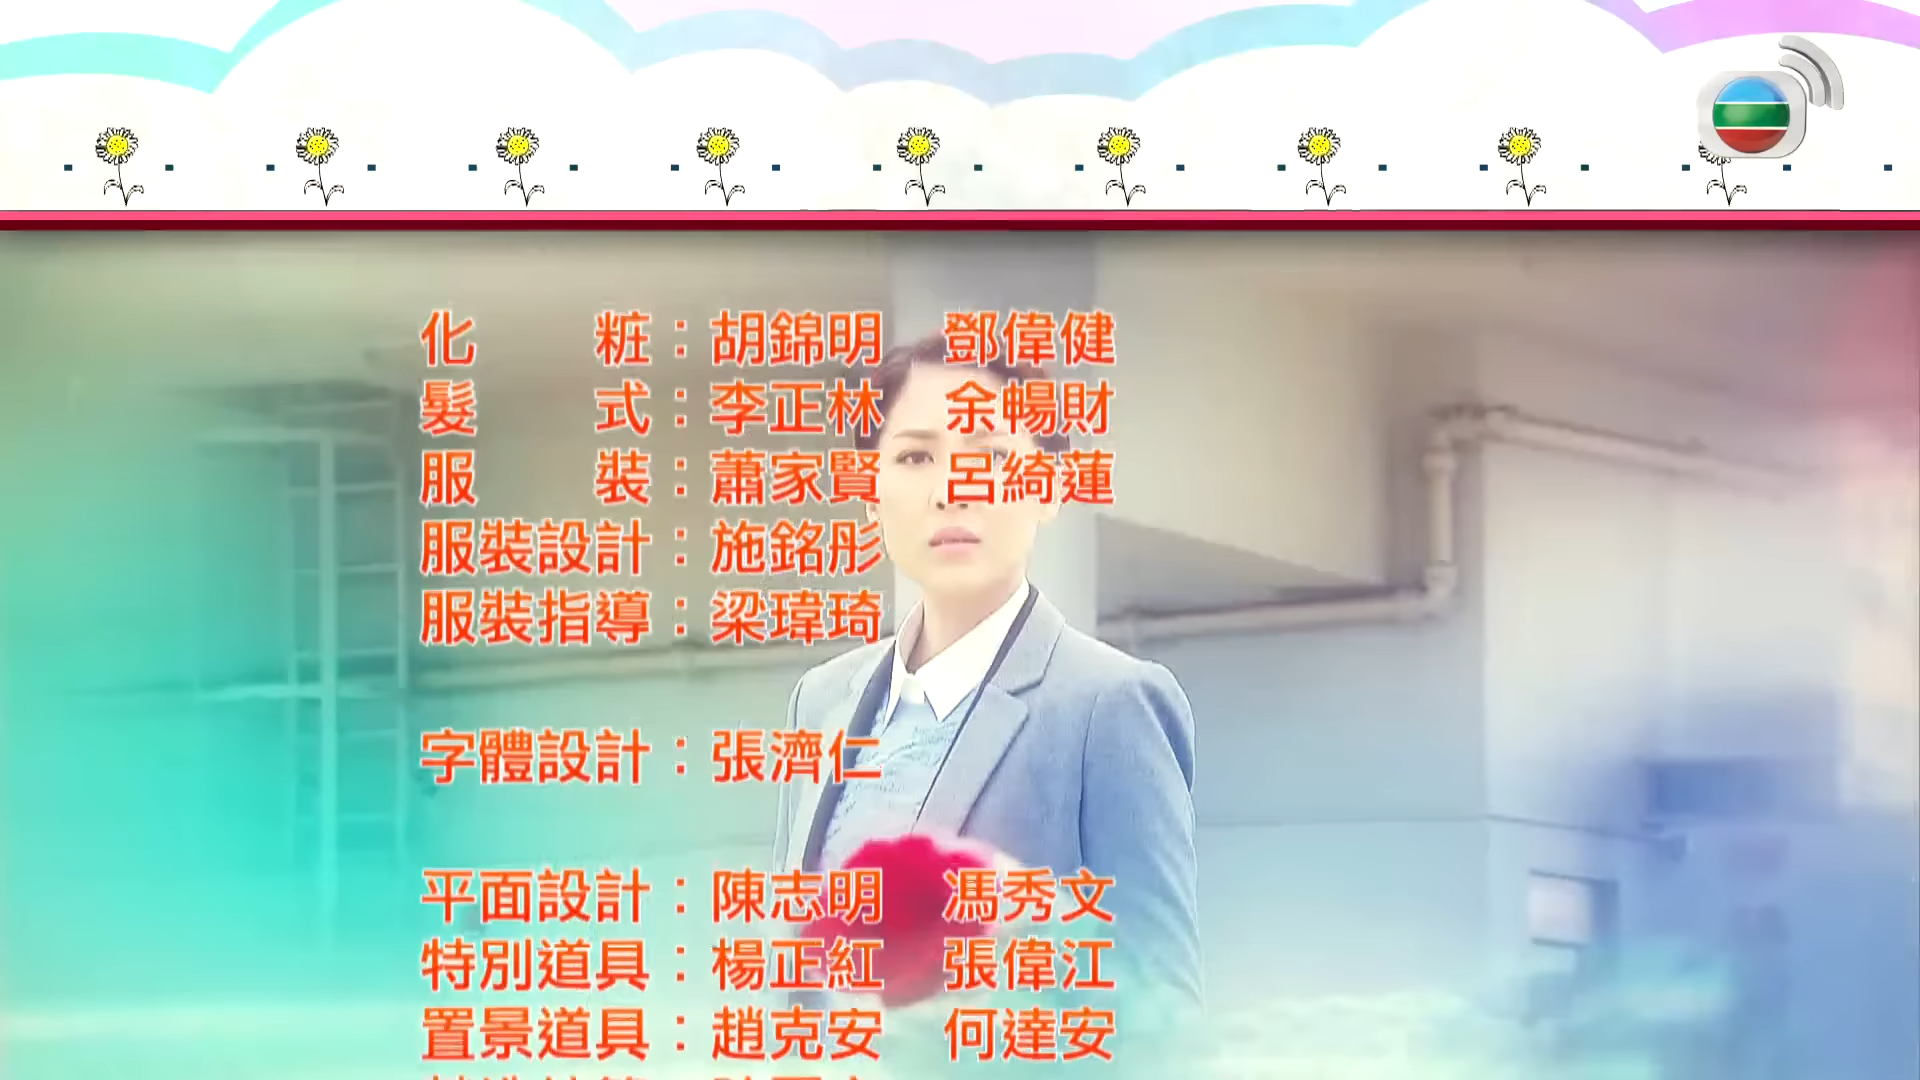 化　　粧：胡錦明　鄧偉健
髮　　式：李正林　余暢財
服　　裝：蕭家賢　呂綺蓮
服裝設計：施銘彤
服裝指導：梁瑋琦
字體設計：張濟仁
平面設計：陳志明　馮秀文
特別道具：楊正紅　張偉江
置景道具：趙克安　何達安